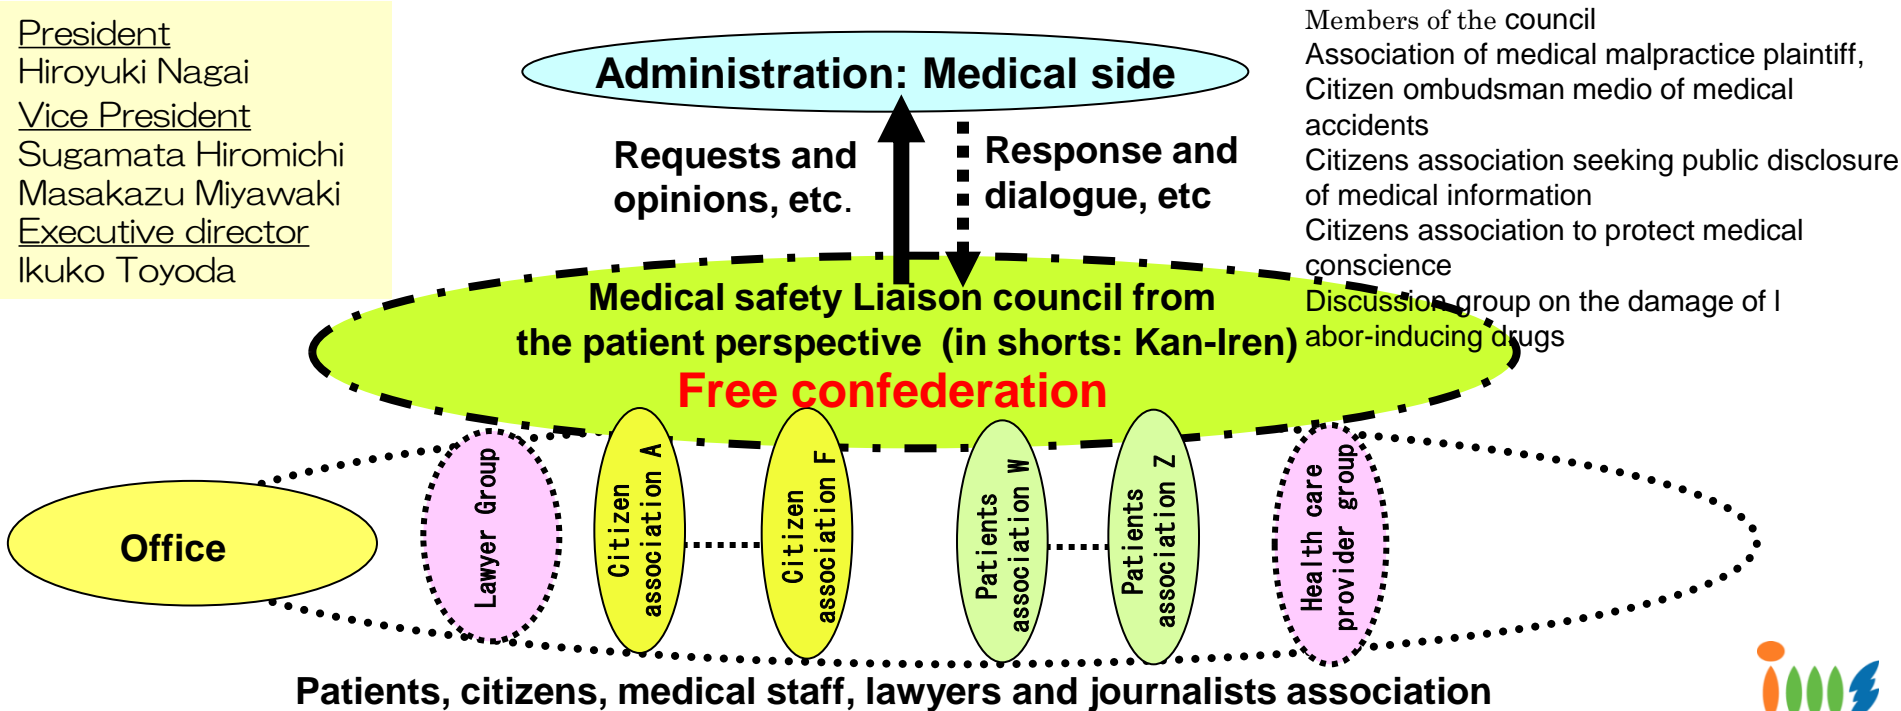 President
Hiroyuki Nagai
Vice President
Sugamata Hiromichi
Masakazu Miyawaki
Executive director
Ikuko Toyoda
Administration: Medical side
Requests and
opinions, etc.
Response and
dialogue, etc
Members of the council
Association of medical malpractice plaintiff,
Citizen ombudsman medio of medical
accidents
Citizens association seeking public disclosure
of medical information
Citizens association to protect medical
conscience
Discussion group on the damage of l
abor-inducing drugs
Medical safety Liaison council from
the patient perspective (in shorts: Kan-Iren)
Free confederation
Office
Lawyer Group
Citizen
association A
Citizen
association F
Patients
association W
Patients
association Z
Health care
provider group
Patients, citizens, medical staff, lawyers and journalists association